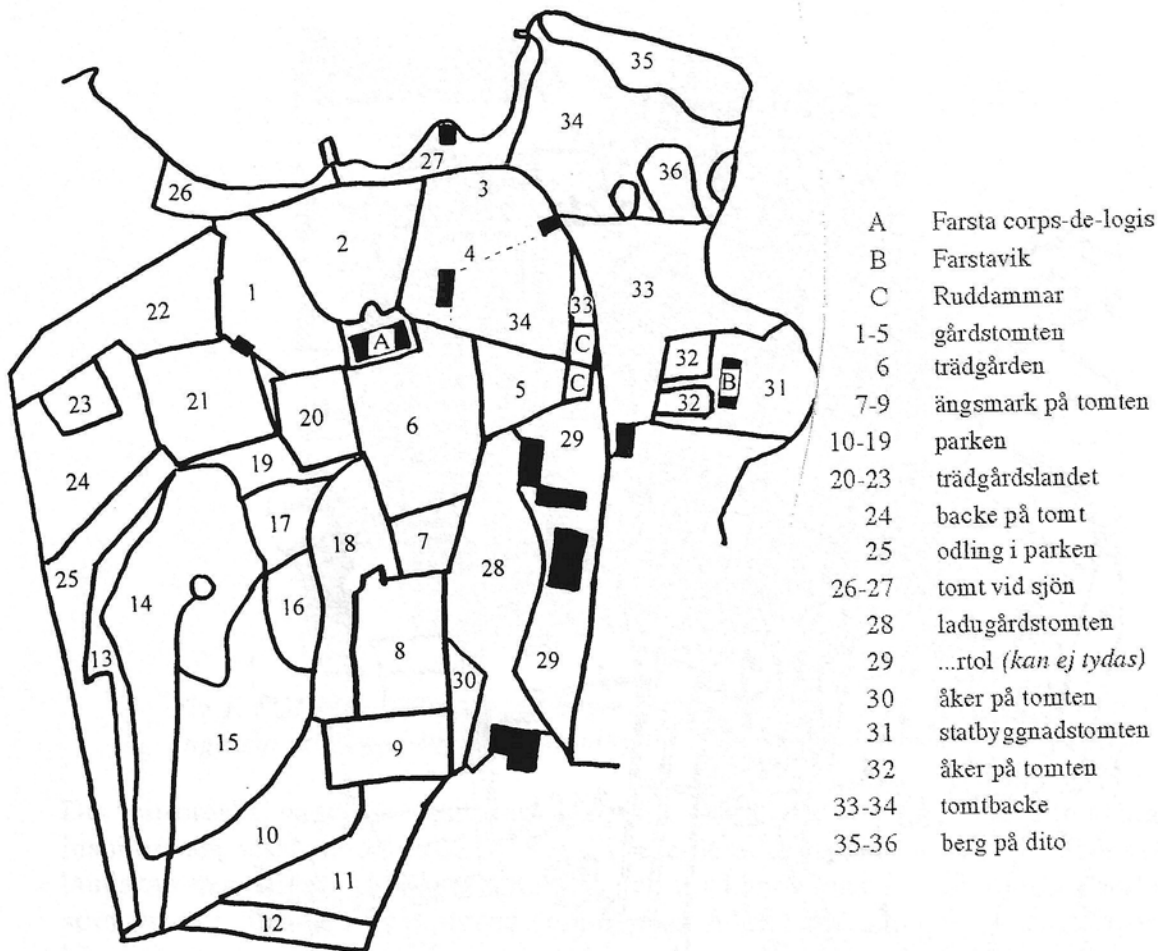 35
34
27
36
26
3
2
4
1
33
33
22
34
C
A
32
B
31
C
5
23
21
20
6
32
29
19
24
17
7
18
28
25
14
16
8
13
29
30
15
9
10
11
12
A Farsta corps-de-logis
B Farstavik
C Ruddammar
1-5 gårdstomten
6 trädgården
7-9 ängsmark på tomten
10-19 parken
20-23 trädgårdslandet
24 backe på tomt
25 odling i parken
26-27 tomt vid sjön
28 ladugårdstomten
29 ...rtol (kan ej tydas)
30 åker på tomten
31 statbyggnadstomten
32 åker på tomten
33-34 tomtbacke
35-36 berg på dito